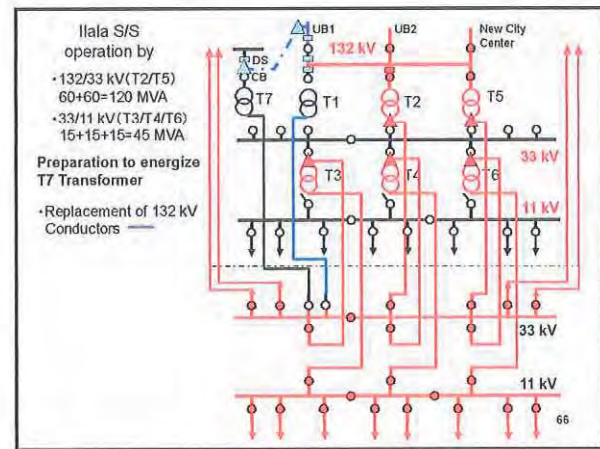 Ilala S/S
operation by
・132/33 kV(T2/T5)
60+60=120 MVA
・33/11 kV(T3/T4/T6)
15+15+15=45 MVA
Preparation to energize
T7 Transformer
・Replacement of 132 kV
Conductors
UB1
UB2
New City
Center
132 kV
DS
CB
T7
T1
T2
T5
33 kV
T3
T4
T6
11 kV
33 kV
11 kV
66